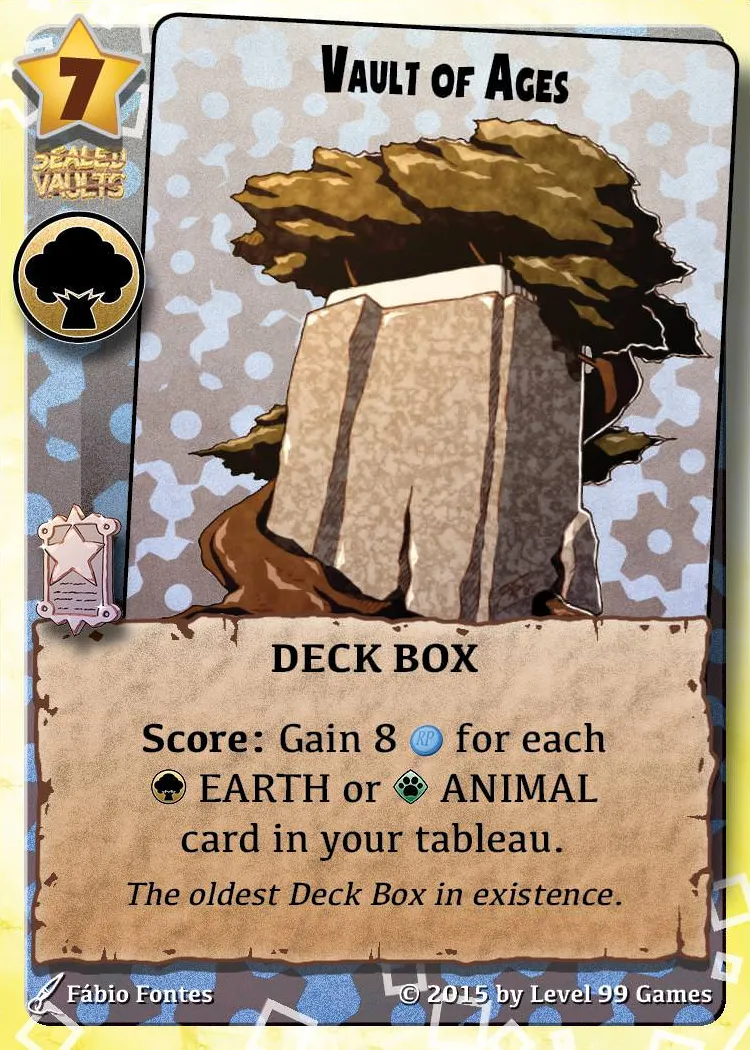 7
SEALED
VAULTS
VAULT OF AGES
DECK BOX
Score: Gain 8 RP for each
EARTH or ANIMAL
card in your tableau.
The oldest Deck Box in existence.
Fábio Fontes
© 2015 by Level 99 Games